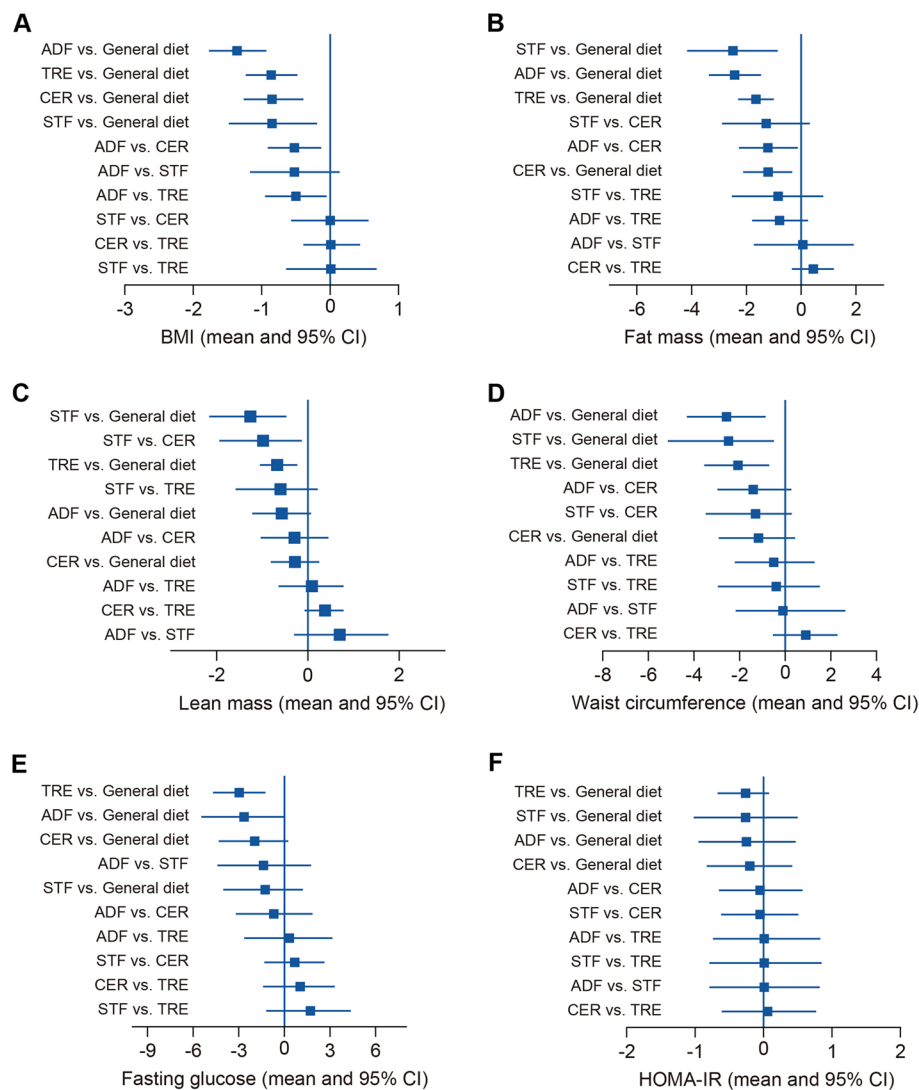 A
ADF vs. General diet
TRE vs. General diet
CER vs. General diet
STF vs. General diet
ADF vs. CER
ADF vs. STF
ADF vs. TRE
STF vs. CER
CER vs. TRE
STF vs. TRE
-3 -2 -1 0 1
BMI (mean and 95% CI)
B
STF vs. General diet
ADF vs. General diet
TRE vs. General diet
STF vs. CER
ADF vs. CER
CER vs. General diet
STF vs. TRE
ADF vs. TRE
ADF vs. STF
CER vs. TRE
-6 -4 -2 0 2
Fat mass (mean and 95% CI)
C
STF vs. General diet
STF vs. CER
TRE vs. General diet
STF vs. TRE
ADF vs. General diet
ADF vs. CER
CER vs. General diet
ADF vs. TRE
CER vs. TRE
ADF vs. STF
-2 0 2
Lean mass (mean and 95% CI)
D
ADF vs. General diet
STF vs. General diet
TRE vs. General diet
ADF vs. CER
STF vs. CER
CER vs. General diet
ADF vs. TRE
STF vs. TRE
ADF vs. STF
CER vs. TRE
-8 -6 -4 -2 0 2 4
Waist circumference (mean and 95% CI)
E
TRE vs. General diet
ADF vs. General diet
CER vs. General diet
ADF vs. STF
STF vs. General diet
ADF vs. CER
ADF vs. TRE
STF vs. CER
CER vs. TRE
STF vs. TRE
-9 -6 -3 0 3 6
Fasting glucose (mean and 95% CI)
F
TRE vs. General diet
STF vs. General diet
ADF vs. General diet
CER vs. General diet
ADF vs. CER
STF vs. CER
ADF vs. TRE
STF vs. TRE
ADF vs. STF
CER vs. TRE
-2 -1 0 1 2
HOMA-IR (mean and 95% CI)